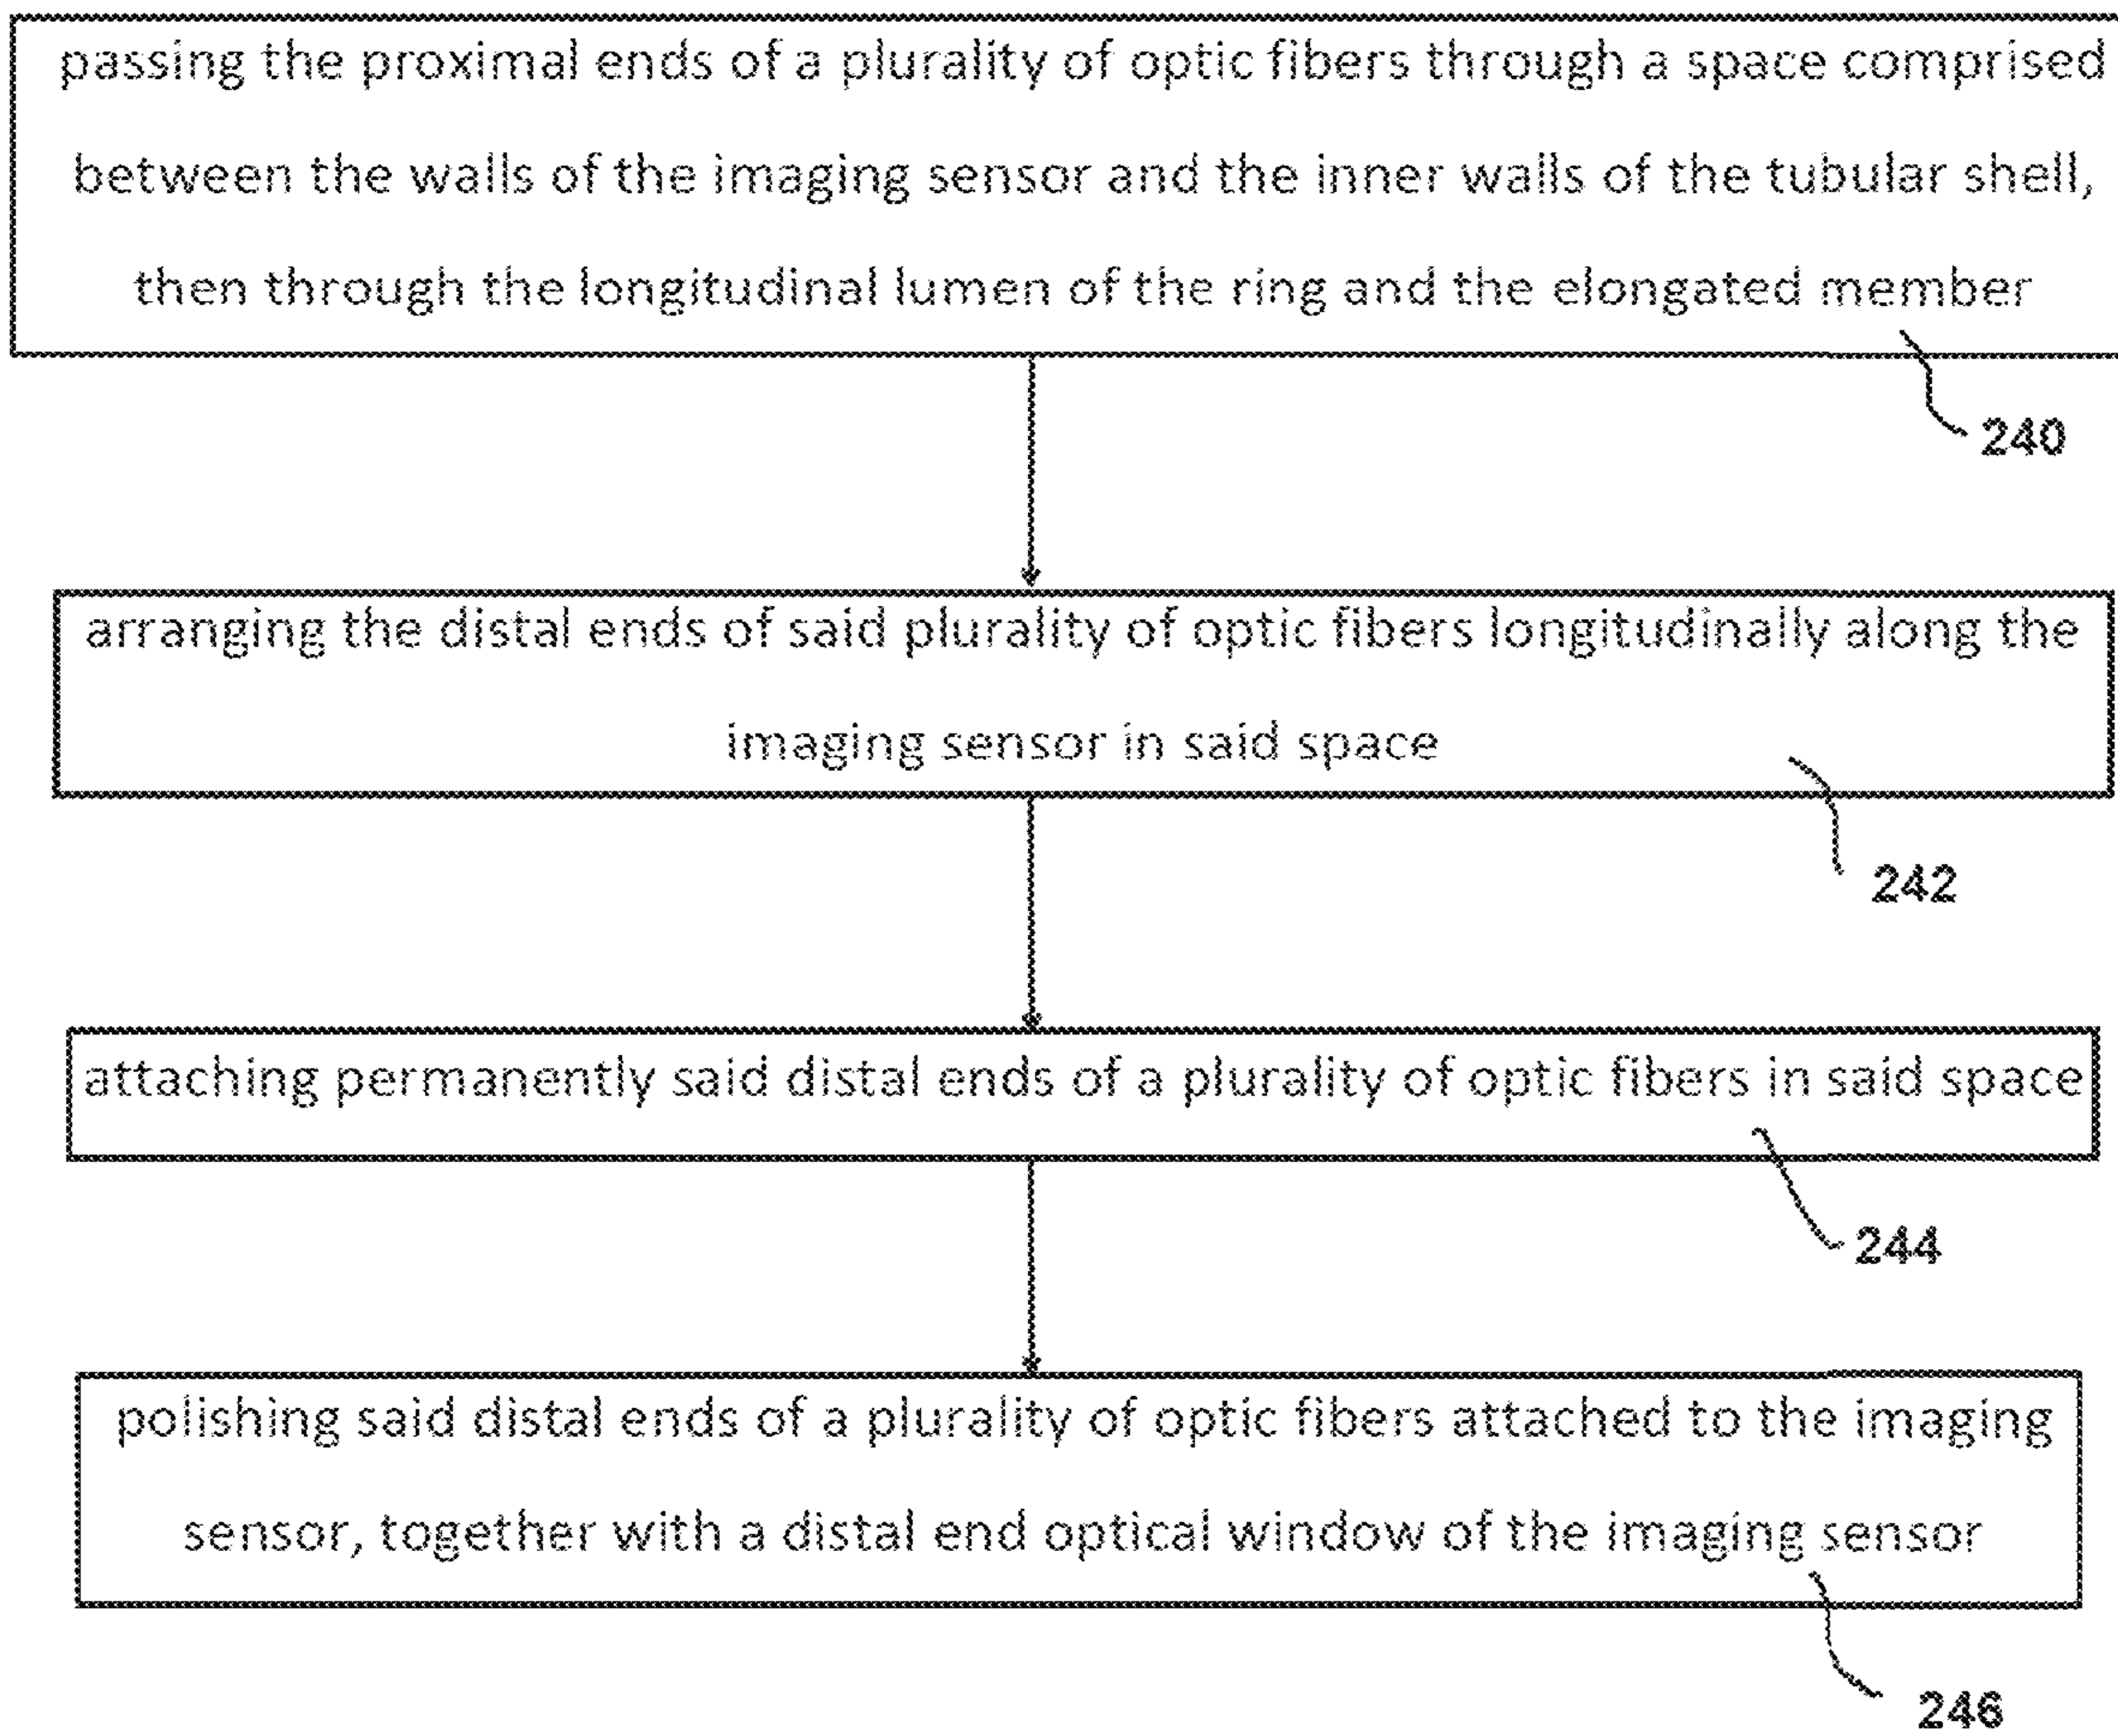 passing the proximal ends of a plurality of optic fibers through a space comprised
between the walls of the imaging sensor and the inner walls of the tubular shell,
then through the longitudinal lumen of the ring and the elongated member
240
arranging the distal ends of said plurality of optic fibers longitudinally along the
imaging sensor in said space
242
attaching permanently said distal ends of a plurality of optic fibers in said space
244
polishing said distal ends of a plurality of optic fibers attached to the imaging
sensor, together with a distal end optical window of the imaging sensor
246